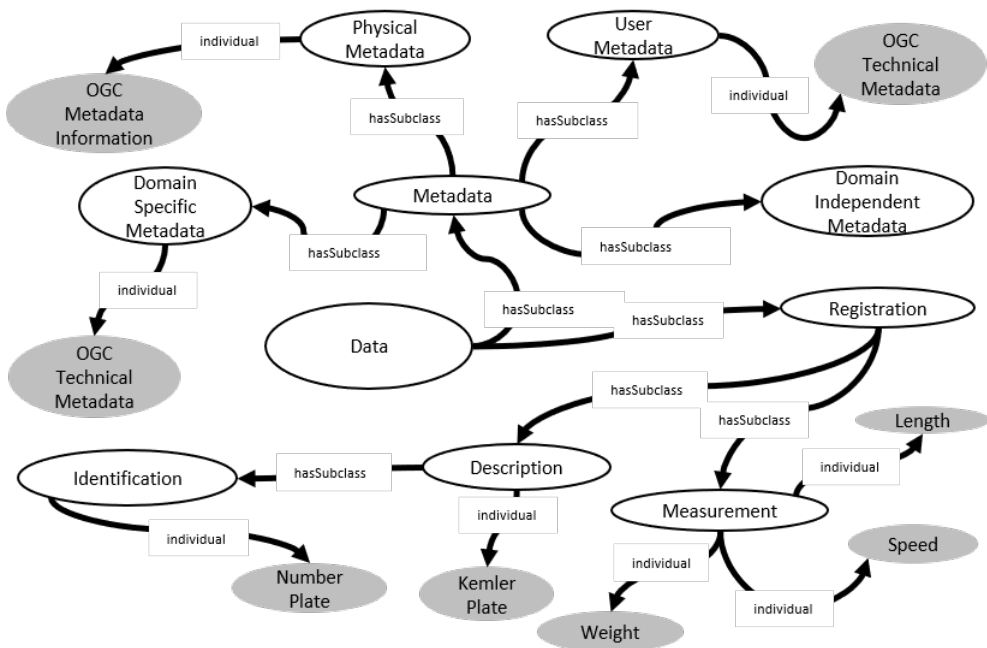 Physical
Metadata
individual
OGC
Metadata
Information
User
Metadata
individual
OGC
Technical
Metadata
hasSubclass
hasSubclass
Metadata
Domain
Specific
Metadata
hasSubclass
hasSubclass
Domain
Independent
Metadata
individual
OGC
Technical
Metadata
Data
hasSubclass
hasSubclass
Registration
hasSubclass
hasSubclass
Length
individual
Identification
hasSubclass
Description
Measurement
individual
Number
Plate
individual
Kemler
Plate
individual
Weight
individual
Speed